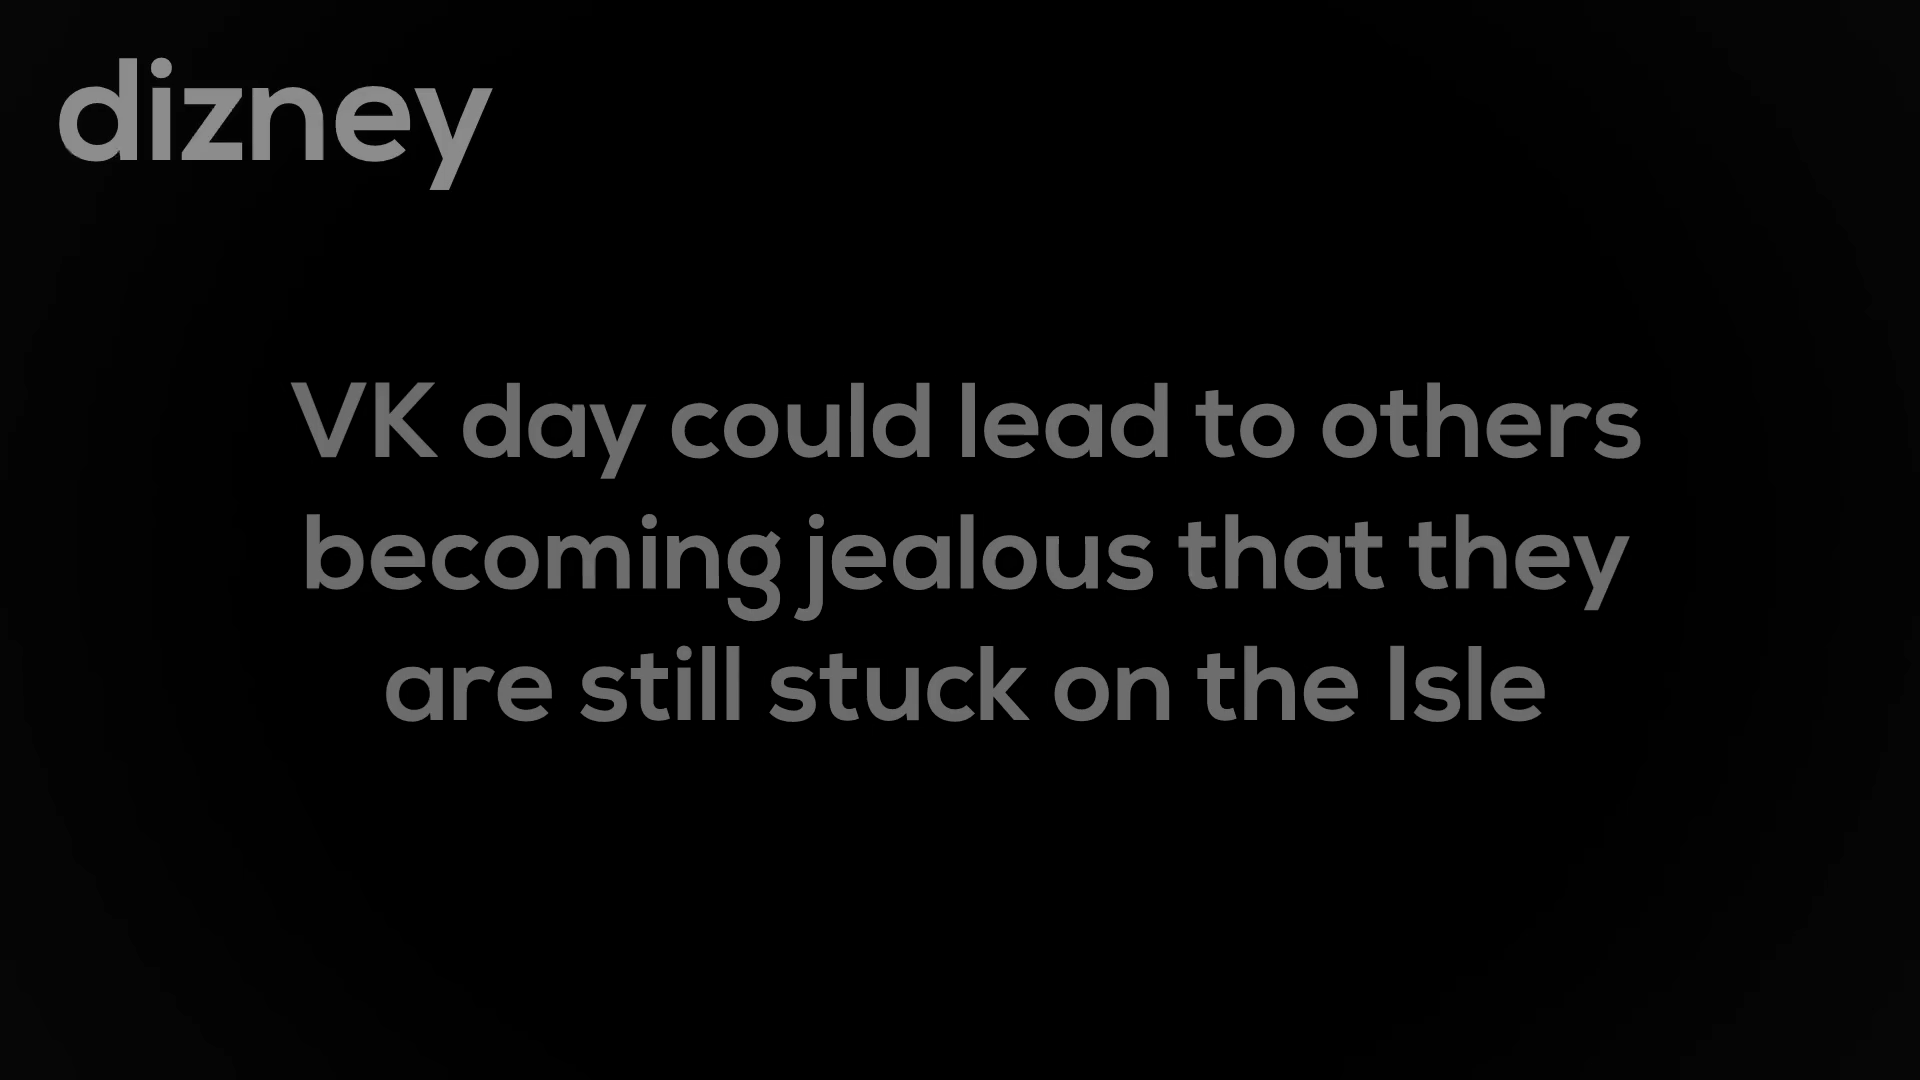 dizney
VK day could lead to others
becoming jealous that they
are still stuck on the Isle